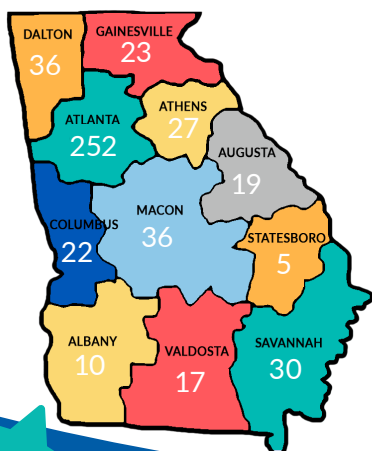 DALTON
36
GAINESVILLE
23
ATLANTA
252
ATHENS
27
AUGUSTA
19
COLUMBUS
22
MACON
36
STATESBORO
5
ALBANY
10
VALDOSTA
17
SAVANNAH
30